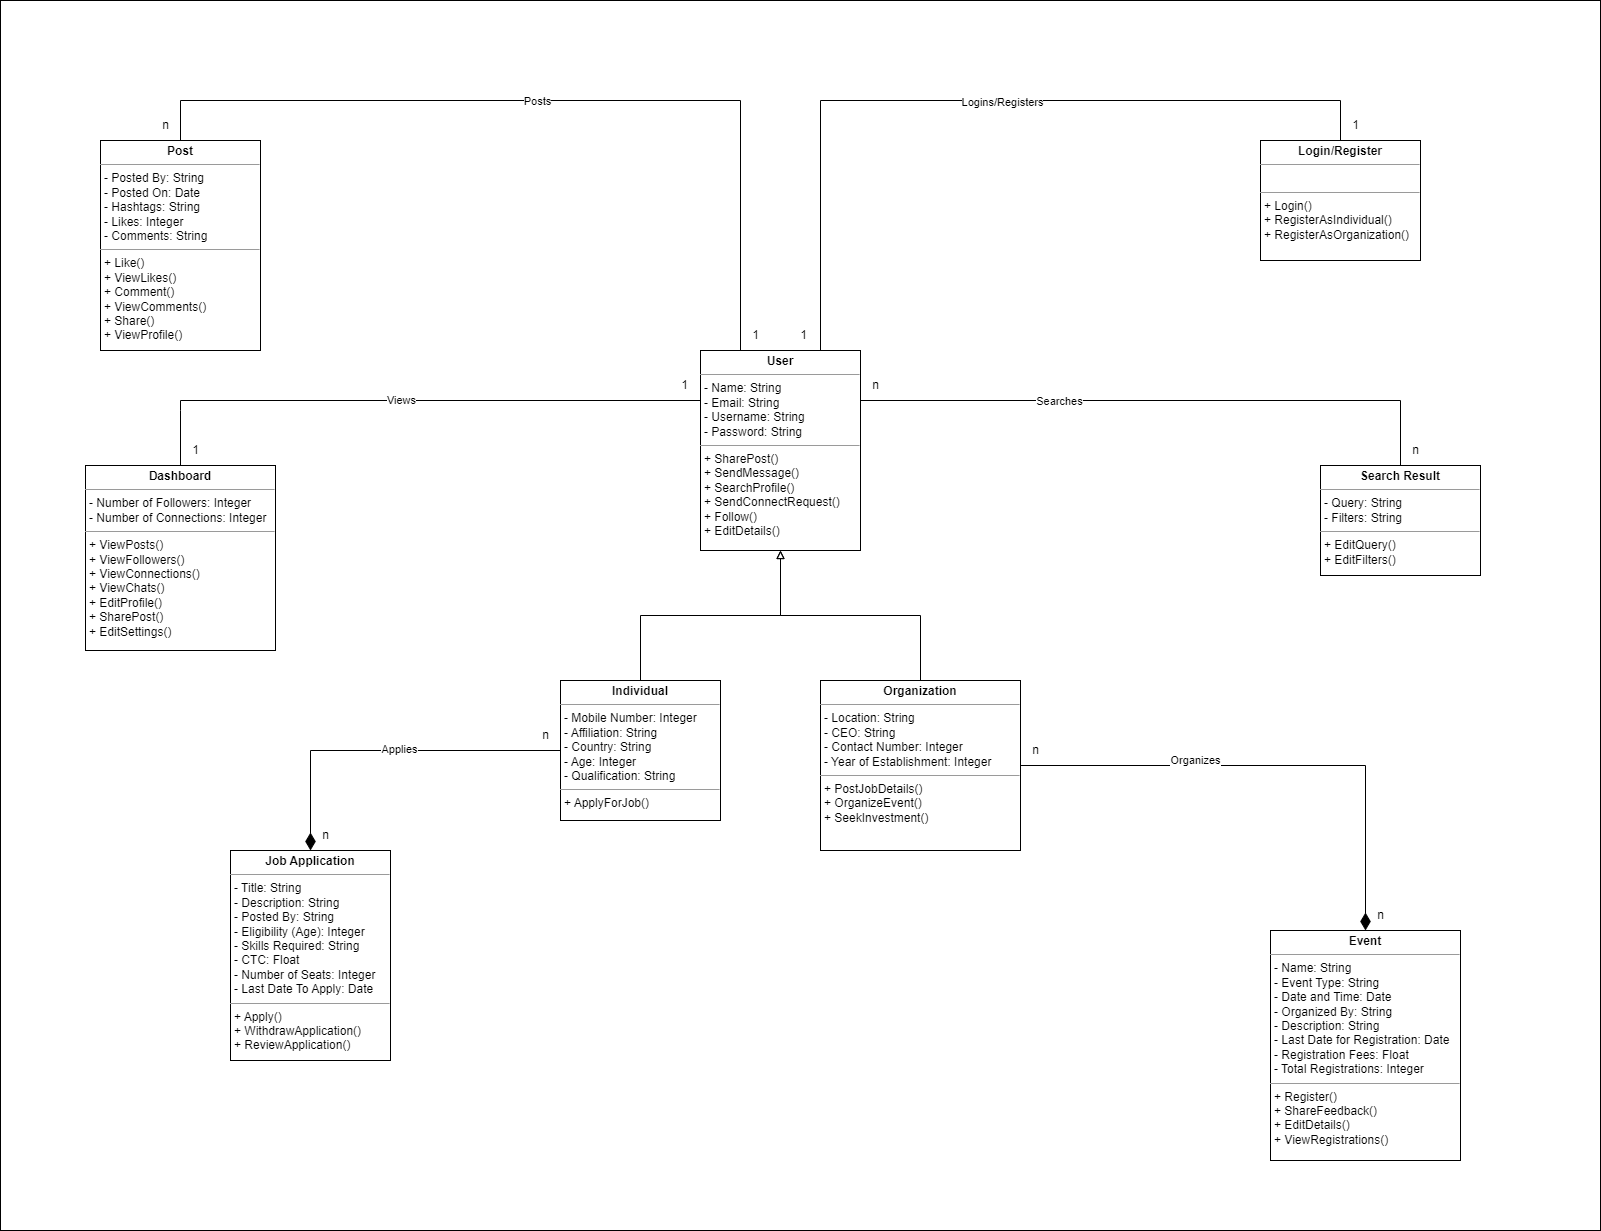 Posts
Logins/Registers
n
1
Post
- Posted By: String
- Posted On: Date
- Hashtags: String
- Likes: Integer
- Comments: String
+ Like()
+ ViewLikes()
+ Comment()
+ ViewComments()
+ Share()
+ ViewProfile()
Login/Register
+ Login()
+ RegisterAsIndividual()
+ RegisterAsOrganization()
1
1
User
- Name: String
- Email: String
- Username: String
- Password: String
+ SharePost()
+ SendMessage()
+ SearchProfile()
+ SendConnectRequest()
+ Follow()
+ EditDetails()
1
Views
1
n
Searches
n
Dashboard
- Number of Followers: Integer
- Number of Connections: Integer
+ ViewPosts()
+ ViewFollowers()
+ ViewConnections()
+ ViewChats()
+ EditProfile()
+ SharePost()
+ EditSettings()
Search Result
- Query: String
- Filters: String
+ EditQuery()
+ EditFilters()
Individual
- Mobile Number: Integer
- Affiliation: String
- Country: String
- Age: Integer
- Qualification: String
+ ApplyForJob()
Organization
- Location: String
- CEO: String
- Contact Number: Integer
- Year of Establishment: Integer
+ PostJobDetails()
+ OrganizeEvent()
+ SeekInvestment()
n
Applies
n
n
Organizes
n
Job Application
- Title: String
- Description: String
- Posted By: String
- Eligibility (Age): Integer
- Skills Required: String
- CTC: Float
- Number of Seats: Integer
- Last Date To Apply: Date
+ Apply()
+ WithdrawApplication()
+ ReviewApplication()
Event
- Name: String
- Event Type: String
- Date and Time: Date
- Organized By: String
- Description: String
- Last Date for Registration: Date
- Registration Fees: Float
- Total Registrations: Integer
+ Register()
+ ShareFeedback()
+ EditDetails()
+ ViewRegistrations()